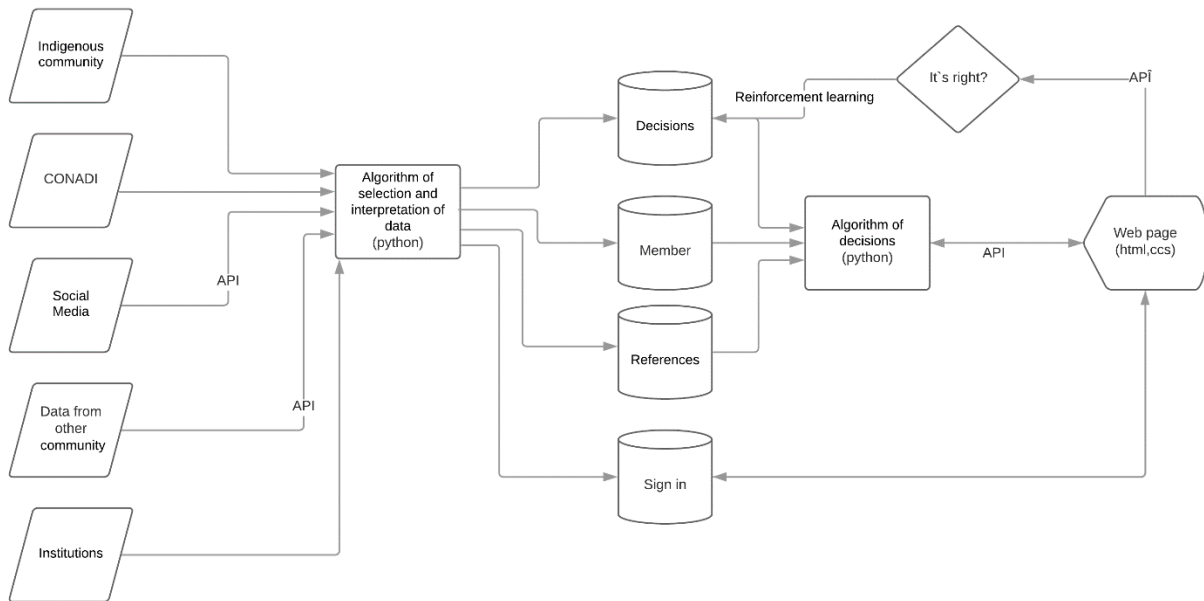 Indigenous
community
CONADI
Social
Media
API
Data from
other
community
API
Institutions
Algorithm of
selection and
interpretation of
data
(python)
Decisions
Member
References
Sign in
Reinforcement learning
It`s right?
APÎ
Algorithm of
decisions
(python)
API
Web page
(html,ccs)